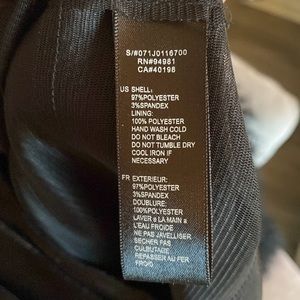 S/#071J0116700
RN#94981
CA#40198
US SHELL:
97%POLYESTER
3%SPANDEX
LINING:
100% POLYESTER
HAND WASH COLD
DO NOT BLEACH
DO NOT TUMBLE DRY
COOL IRON IF
NECESSARY
FR EXTERIEUR:
97%POLYESTER
3%SPANDEX
DOUBLURE:
100%POLYESTER
LAVER à LA MAIN à
L'EAU FROIDE
NE PAS JAVELLISER
SÉCHER PAS
CULBUTAGE
REPASSER AU FER
FROID